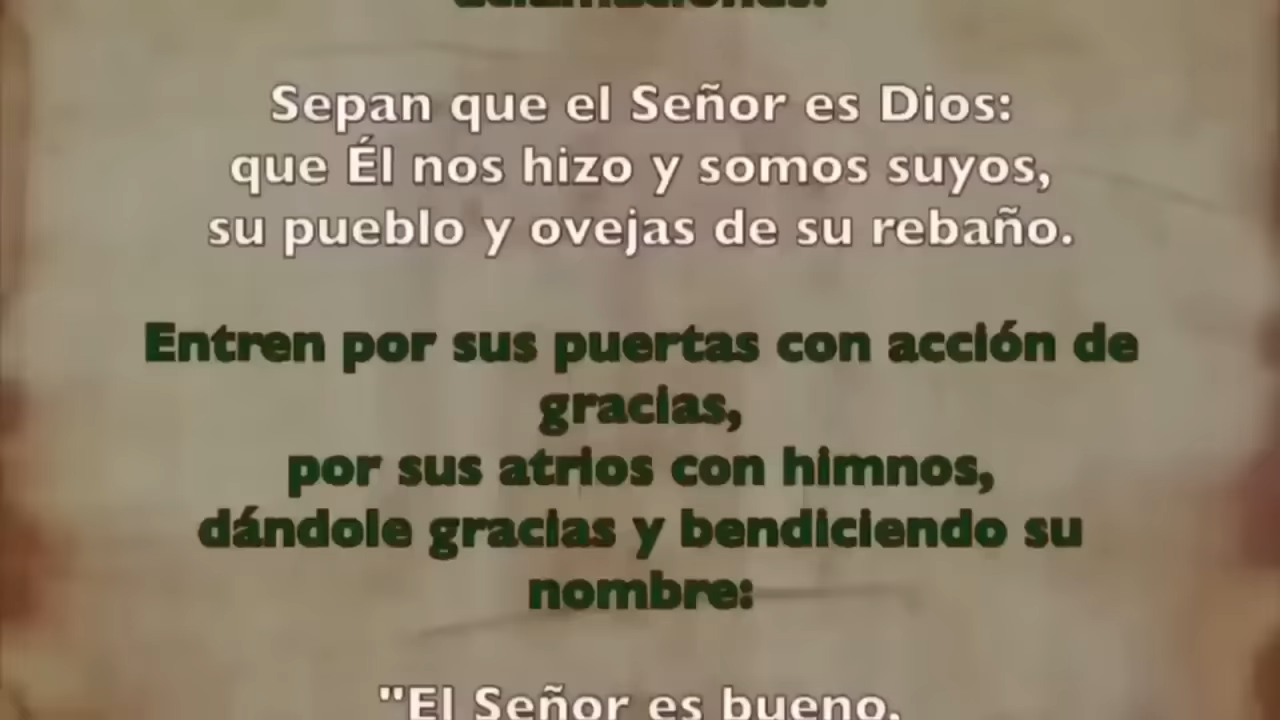 aclamaciones.
Sepan que el Señor es Dios:
que Él nos hizo y somos suyos,
su pueblo y ovejas de su rebaño.
Entren por sus puertas con acción de
gracias,
por sus atrios con himnos,
dándole gracias y bendiciendo su
nombre:
"El Señor es bueno,